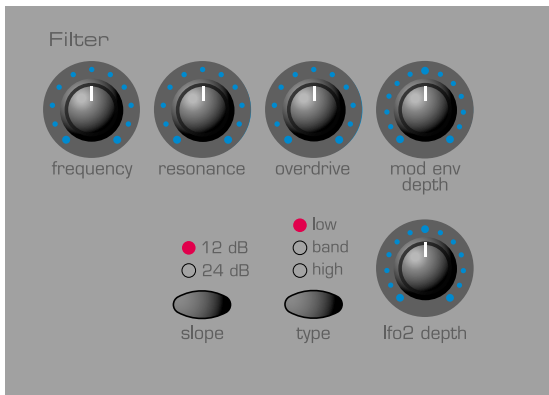 Filter
frequency
resonance
overdrive
mod env
depth
low
12 dB
band
24 dB
high
slope
type
lfo2 depth